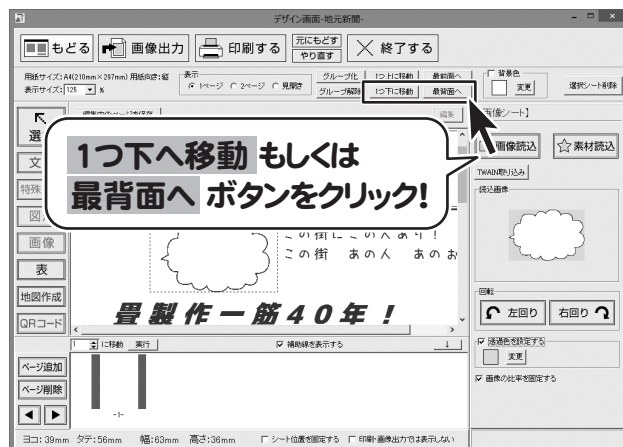 デザイン画面-地元新聞-
もどる 画像出力 印刷する 元にもどす やり直す 終了する
用紙サイズ:A4(210mm×297mm) 用紙向き:縦
表示サイズ: 125 %
表示
1ページ 2ページ 見開き
グループ化 1つ上に移動 最前面へ
グループ解除 1つ下に移動 最背面へ
背景色
変更
選択シート削除
編集
1つ下へ移動 もしくは
最背面へ ボタンをクリック!
画像読込 素材読込
TWAIN取り込み
読込画像
画像
表
地図作成
QRコード
この街 あの人 あのお
畳製作一筋40年!
回転
左回り 右回り
透過色を設定する
変更
画像の比率を固定する
1 に移動 実行 補助線を表示する ↓
ページ追加
ページ削除
-1-
ヨコ:39mm タテ:56mm 幅:63mm 高さ:36mm シート位置を固定する 印刷・画像出力では表示しない